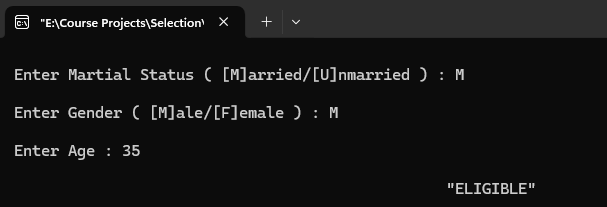 "E:\Course Projects\Selection\
Enter Martial Status ( [M]arried/[U]nmarried ) : M
Enter Gender ( [M]ale/[F]emale ) : M
Enter Age : 35
"ELIGIBLE"